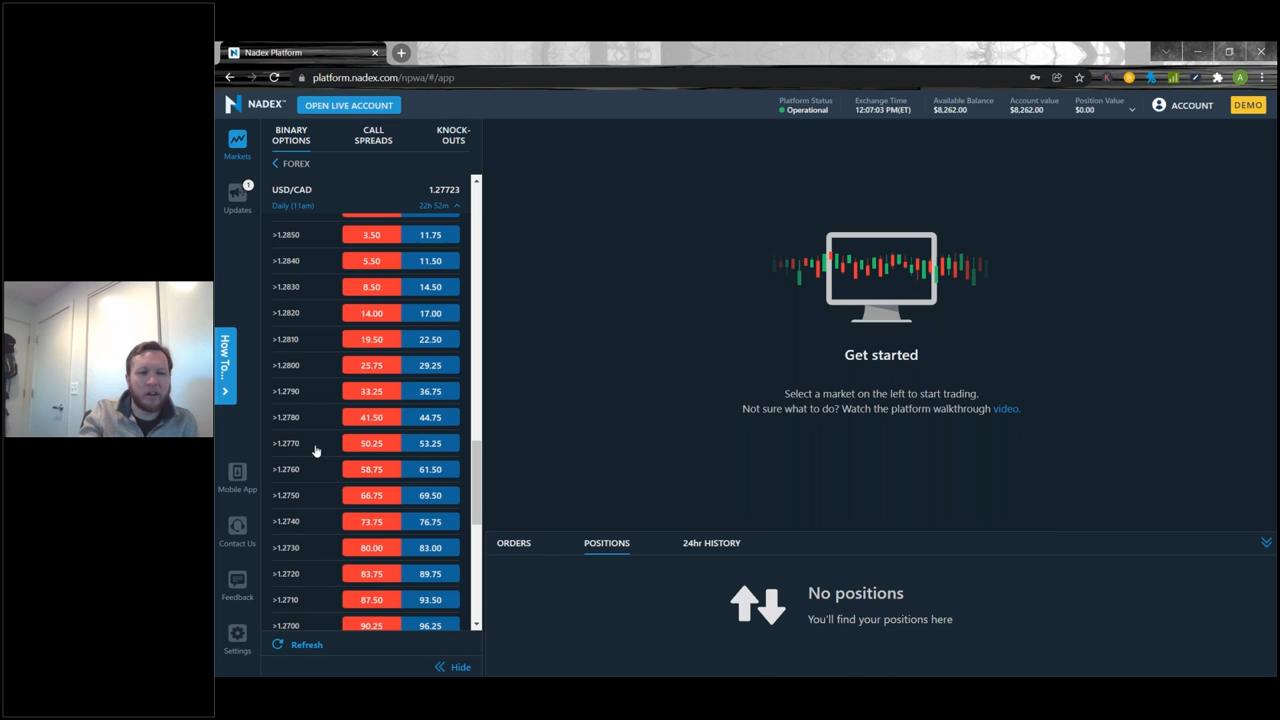 Nadex Platform
platform.nadex.com/npwa/#/app
A
NADEX™
OPEN LIVE ACCOUNT
Platform Status
Operational
Exchange Time
12:07:03 PM(ET)
Available Balance
$8,262.00
Account value
$8,262.00
Position Value
$0.00
ACCOUNT
DEMO
Markets
1
Updates
How To...
Mobile App
Contact Us
Feedback
Settings
BINARY OPTIONS
CALL SPREADS
KNOCK-OUTS
FOREX
USD/CAD 1.27723
Daily (11am) 22h 52m
>1.2850 3.50 11.75
>1.2840 5.50 11.50
>1.2830 8.50 14.50
>1.2820 14.00 17.00
>1.2810 19.50 22.50
>1.2800 25.75 29.25
>1.2790 33.25 36.75
>1.2780 41.50 44.75
>1.2770 50.25 53.25
>1.2760 58.75 61.50
>1.2750 66.75 69.50
>1.2740 73.75 76.75
>1.2730 80.00 83.00
>1.2720 83.75 89.75
>1.2710 87.50 93.50
>1.2700 90.25 96.25
Refresh
Hide
Get started
Select a market on the left to start trading.
Not sure what to do? Watch the platform walkthrough video.
ORDERS
POSITIONS
24hr HISTORY
No positions
You'll find your positions here